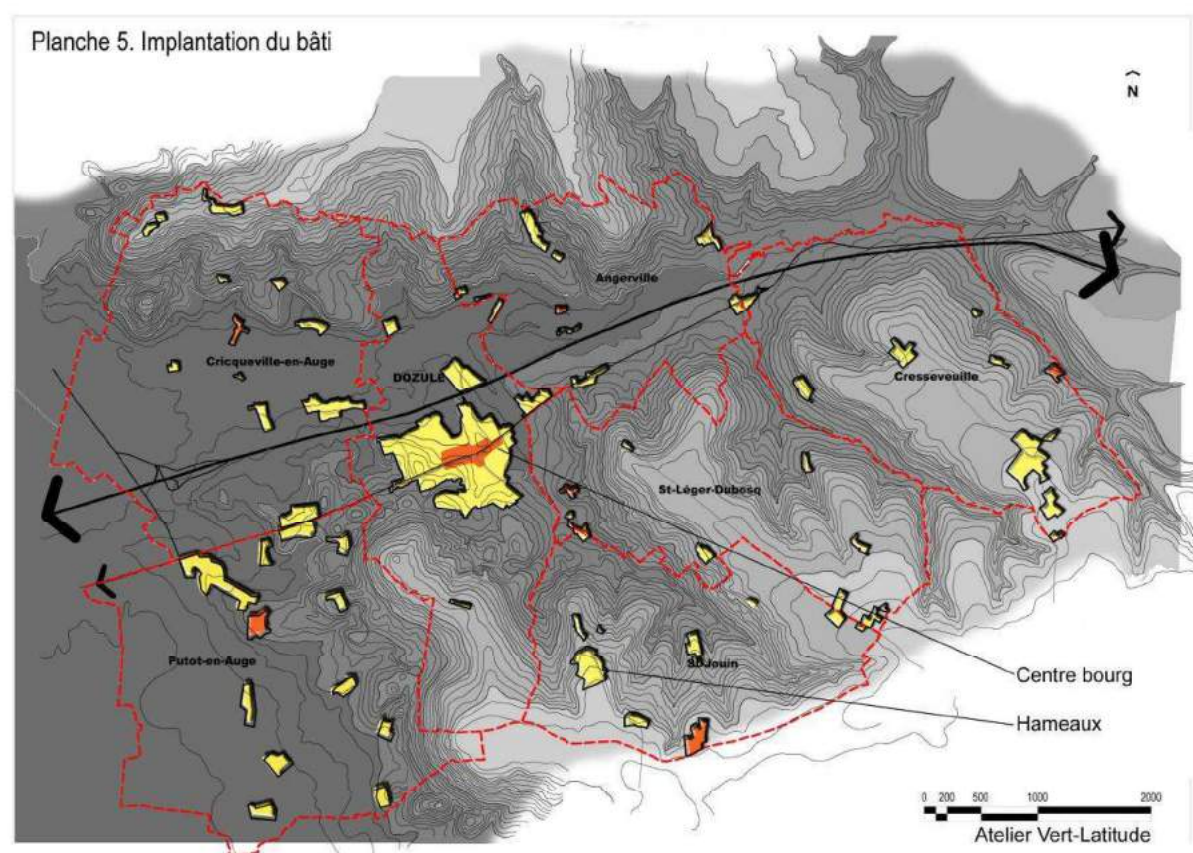 Planche 5. Implantation du bâti
N
Angerville
Cricqueville-en-Auge
DOZULE
Cresseveuille
St-Léger-Dubosq
Putot-en-Auge
St-Jouin
Centre bourg
Hameaux
0 200 500 1000 2000
Atelier Vert-Latitude